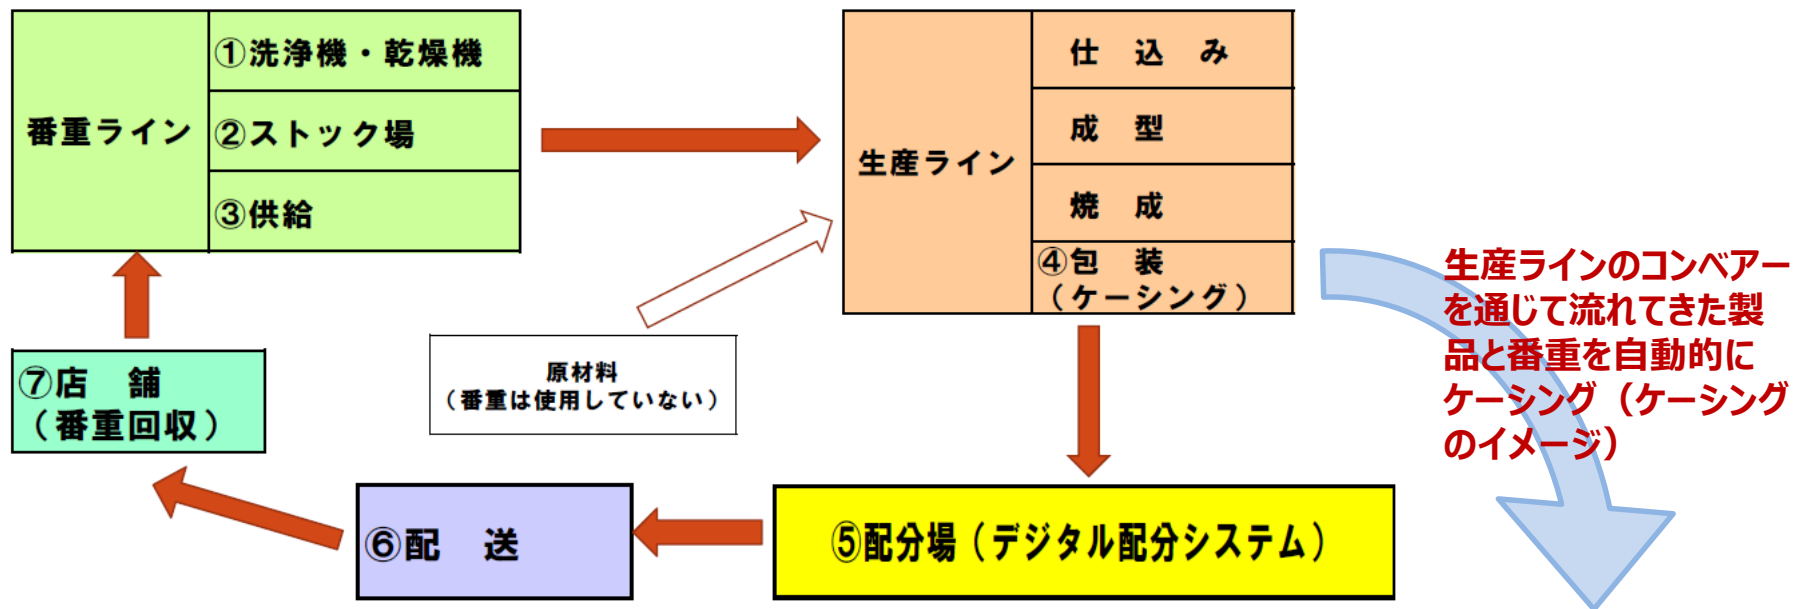 番重ライン
①洗浄機・乾燥機
②ストック場
③供給
生産ライン
仕 込 み
成 型
焼 成
④包 装
（ケーシング）
生産ラインのコンベアー
を通じて流れてきた製
品と番重を自動的に
ケーシング（ケーシング
のイメージ）
原材料
（番重は使用していない）
⑦店 舗
（番重回収）
⑥配 送
⑤配分場（デジタル配分システム）